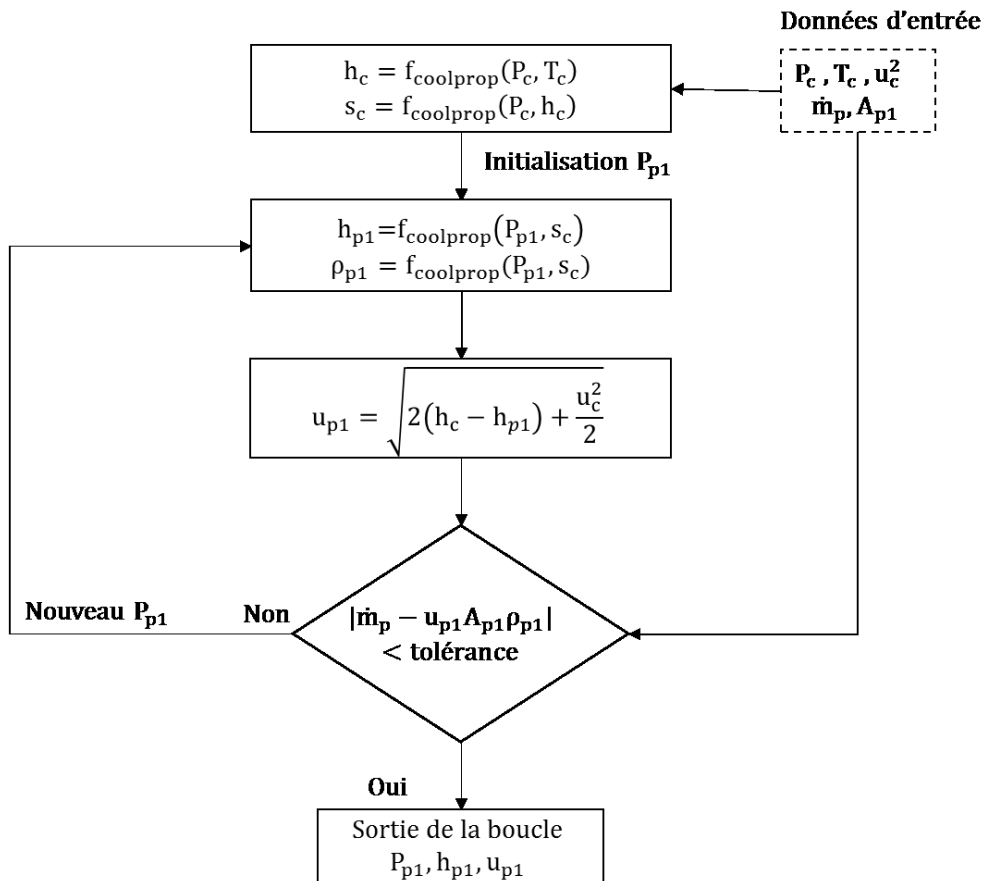 Données d'entrée
P_c , T_c , u_c^2
ṁ_p, A_p1
h_c = f_coolprop(P_c, T_c)
s_c = f_coolprop(P_c, h_c)
Initialisation P_p1
h_p1=f_coolprop(P_p1, s_c)
ρ_p1 = f_coolprop(P_p1, s_c)
u_p1 = √(2(h_c − h_p1) + u_c^2/2)
|ṁ_p − u_p1A_p1ρ_p1|
< tolérance
Nouveau P_p1
Non
Oui
Sortie de la boucle
P_p1, h_p1, u_p1